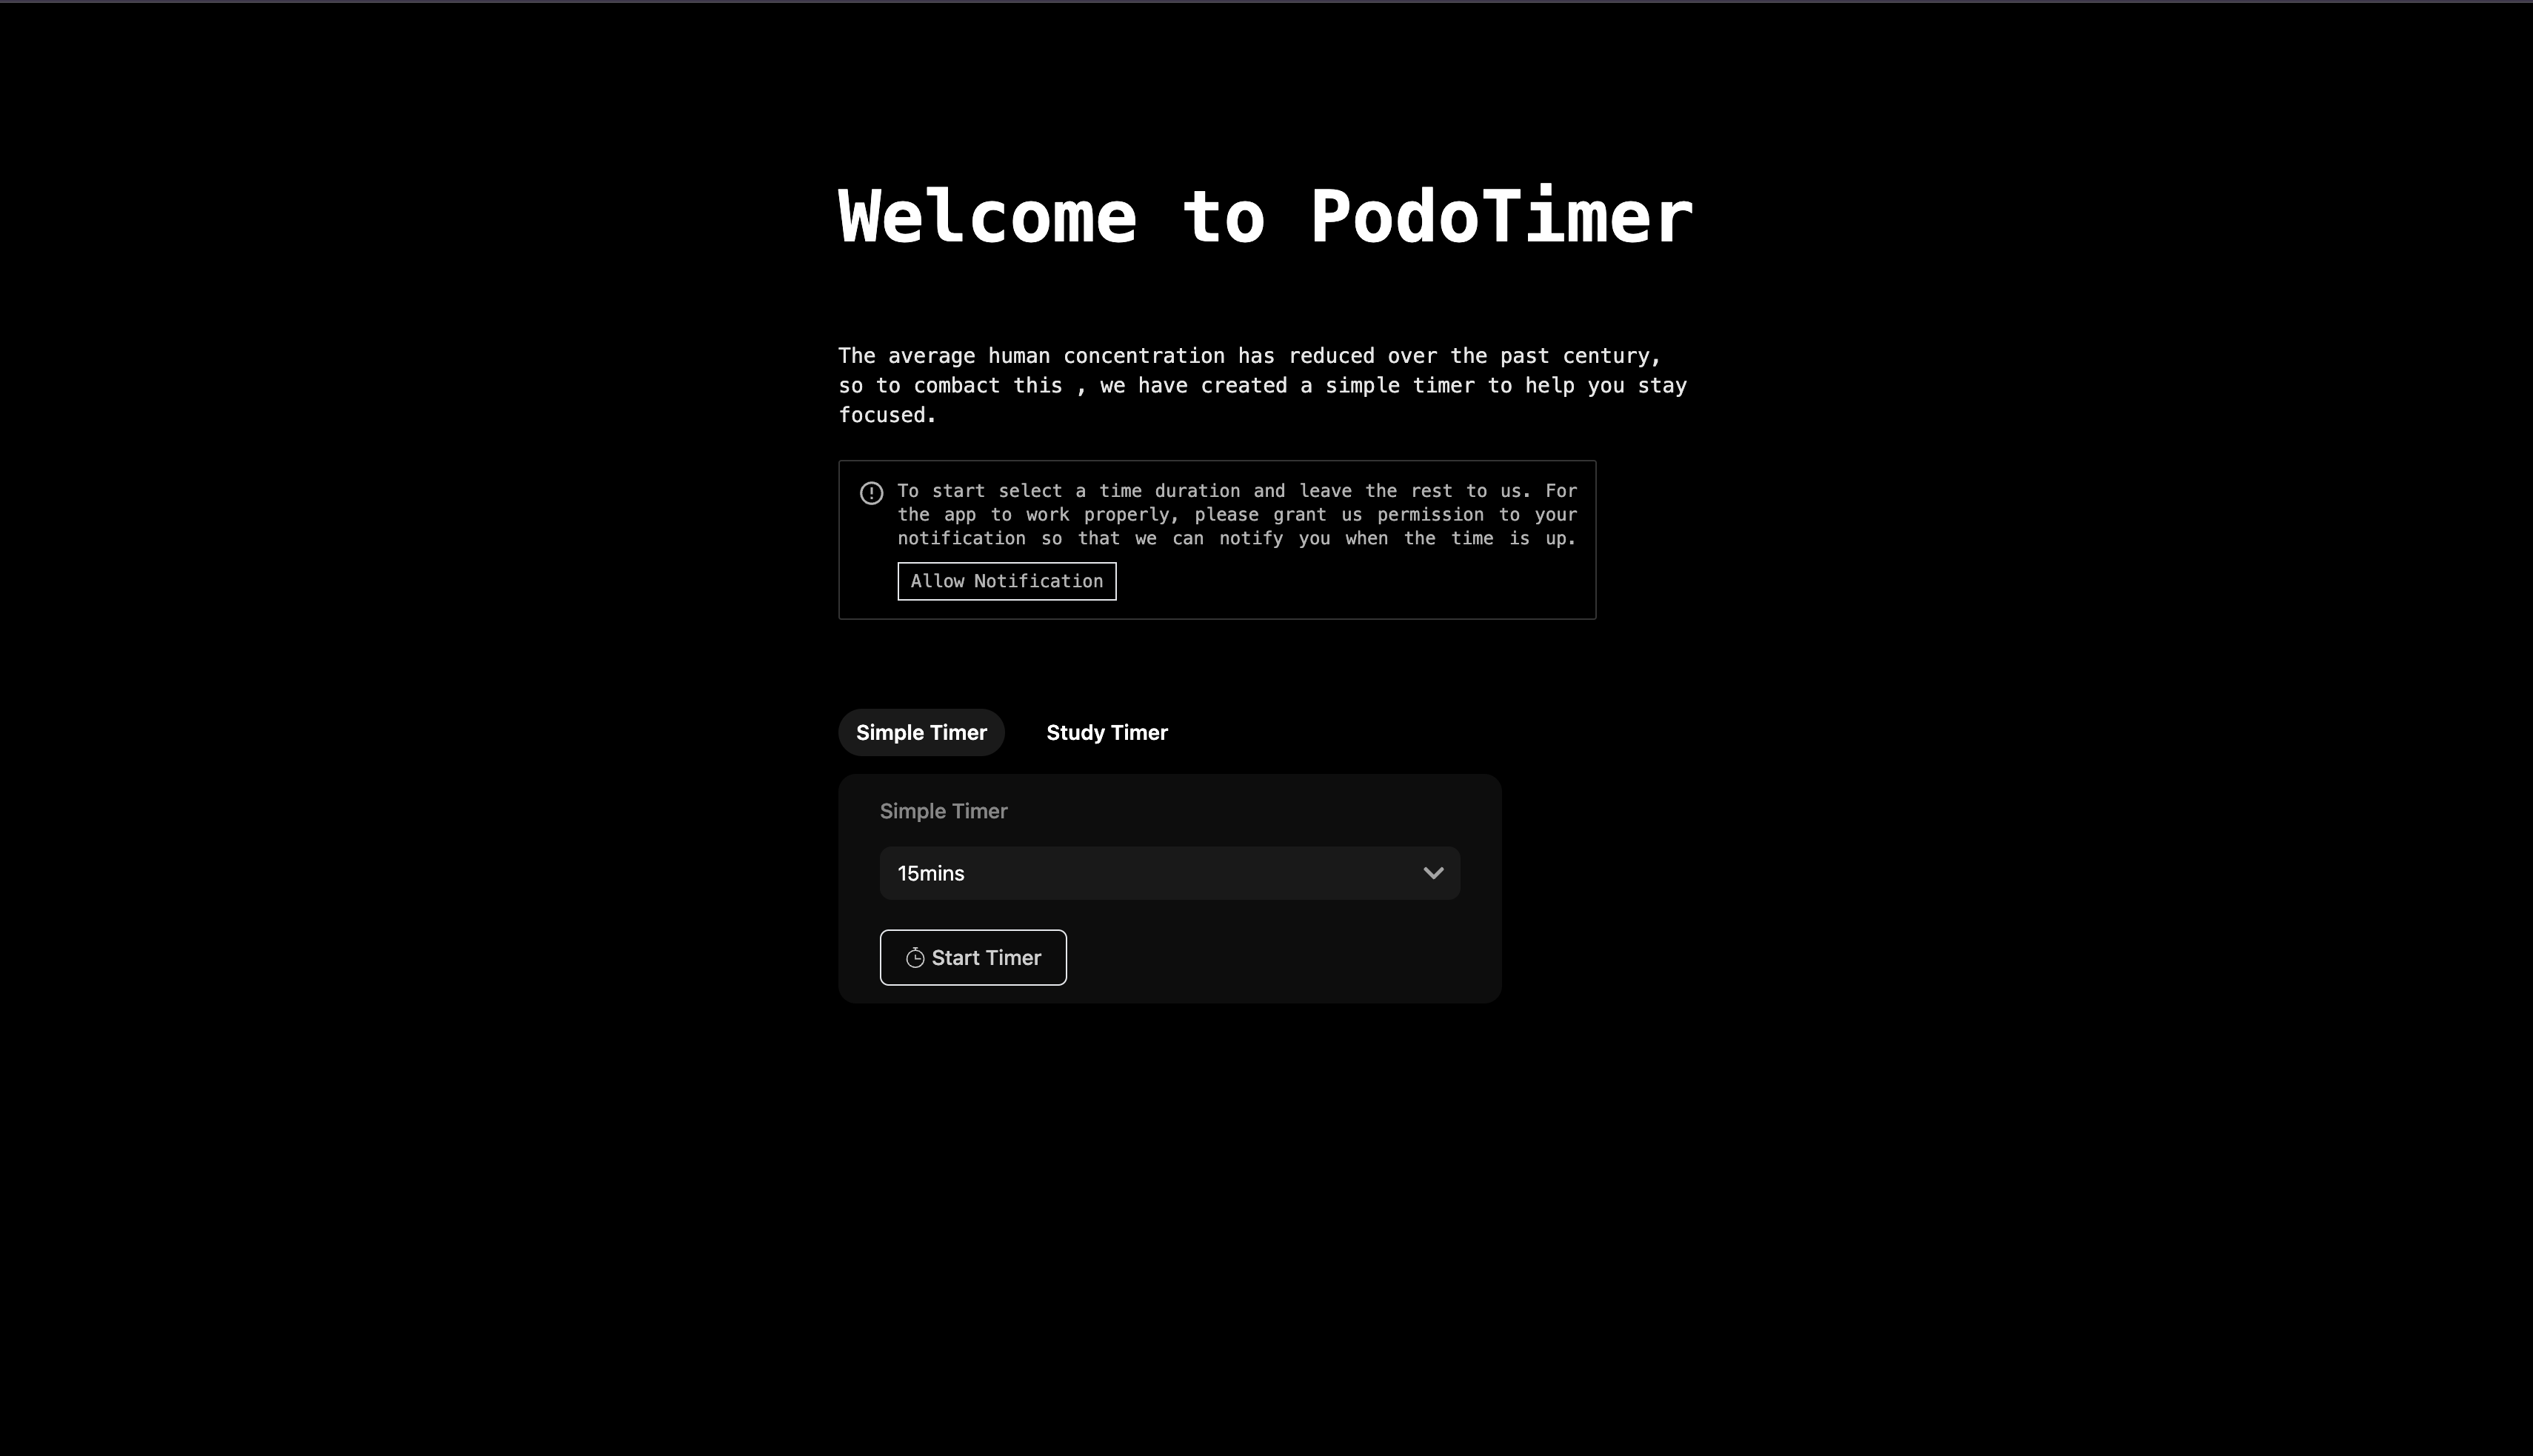 Welcome to PodoTimer
The average human concentration has reduced over the past century,
so to combact this , we have created a simple timer to help you stay
focused.
To start select a time duration and leave the rest to us. For
the app to work properly, please grant us permission to your
notification so that we can notify you when the time is up.
Allow Notification
Simple Timer Study Timer
Simple Timer
15mins
Start Timer